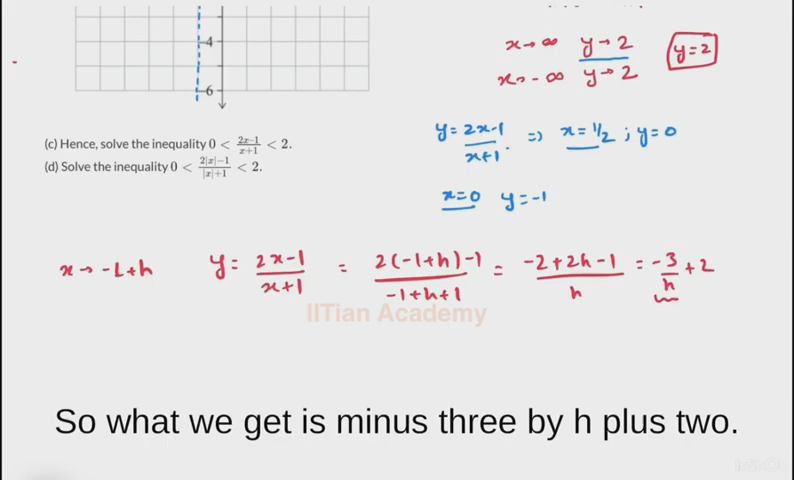 -4
-6
x→∞ y→2 y=2
x→-∞ y→2
(c) Hence, solve the inequality 0 < (2x−1)/(x+1) < 2.
(d) Solve the inequality 0 < (2|x|−1)/(|x|+1) < 2.
y = (2x-1)/(x+1) ⇒ x = 1/2 ; y=0
x=0 y=-1
x→-1+h y = (2x-1)/(x+1) = (2(-1+h)-1)/(-1+h+1) = (-2+2h-1)/h = -3/h + 2
IITian Academy
So what we get is minus three by h plus two.